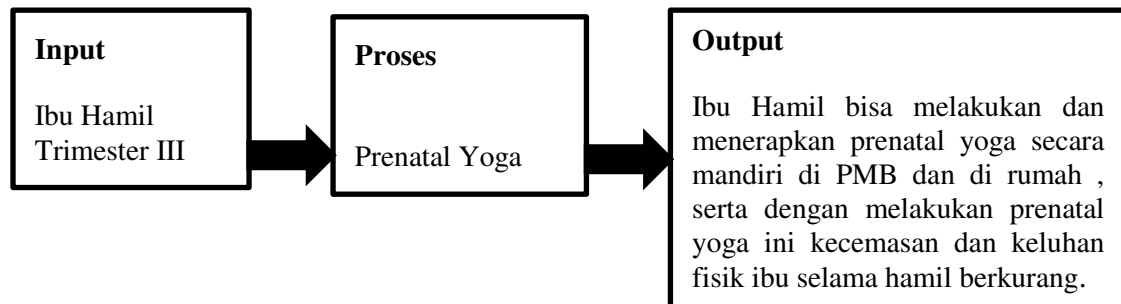 Input
Ibu Hamil
Trimester III
Proses
Prenatal Yoga
Output
Ibu Hamil bisa melakukan dan
menerapkan prenatal yoga secara
mandiri di PMB dan di rumah ,
serta dengan melakukan prenatal
yoga ini kecemasan dan keluhan
fisik ibu selama hamil berkurang.